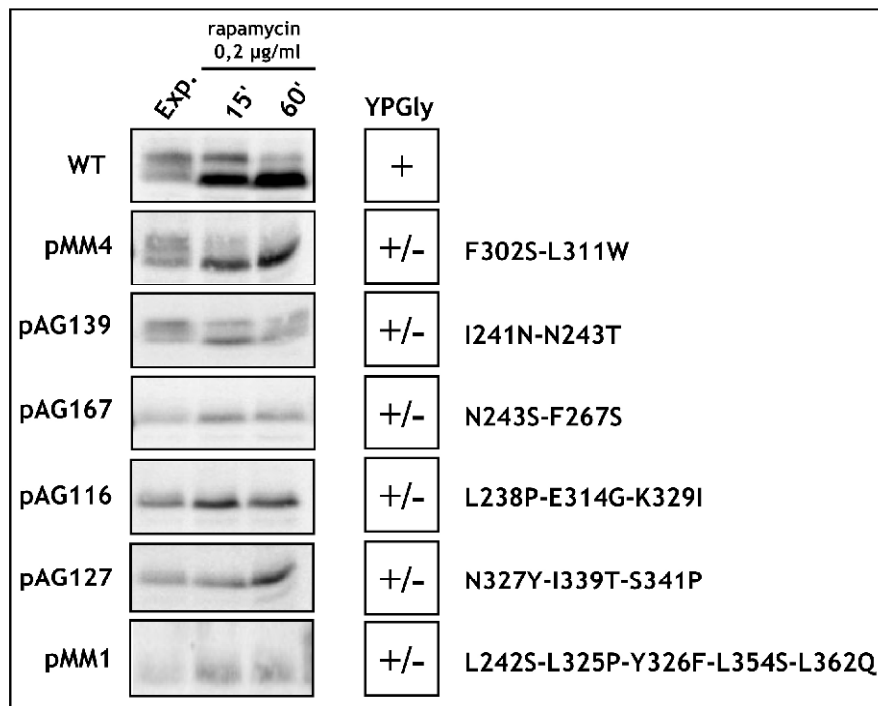 rapamycin
0,2 µg/ml
Exp. 15' 60' YPGly
WT +
pMM4 +/- F302S-L311W
pAG139 +/- I241N-N243T
pAG167 +/- N243S-F267S
pAG116 +/- L238P-E314G-K329I
pAG127 +/- N327Y-I339T-S341P
pMM1 +/- L242S-L325P-Y326F-L354S-L362Q